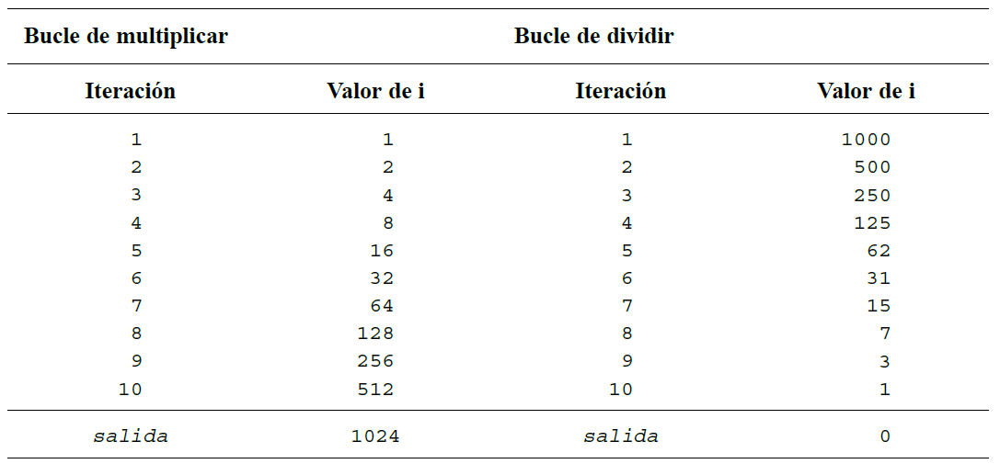 Bucle de multiplicar Bucle de dividir
Iteración Valor de i Iteración Valor de i
1 1 1 1000
2 2 2 500
3 4 3 250
4 8 4 125
5 16 5 62
6 32 6 31
7 64 7 15
8 128 8 7
9 256 9 3
10 512 10 1
salida 1024 salida 0